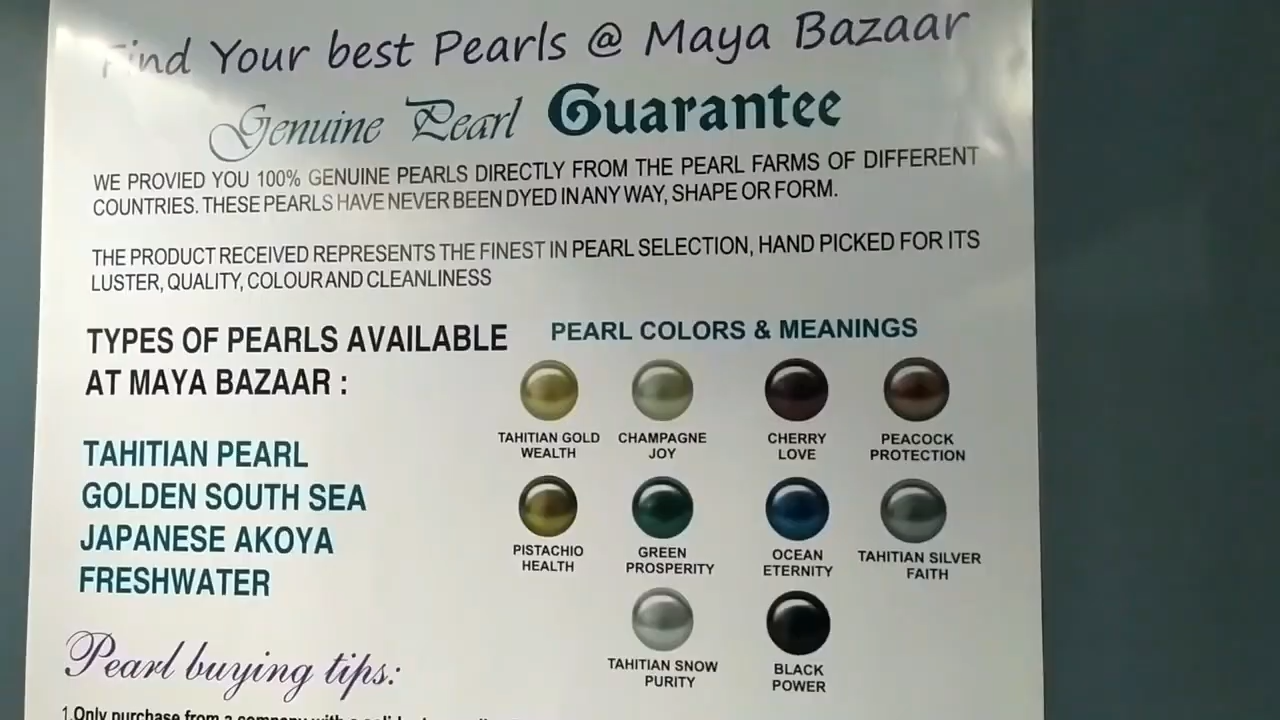 Find Your best Pearls @ Maya Bazaar
Genuine Pearl Guarantee
WE PROVIED YOU 100% GENUINE PEARLS DIRECTLY FROM THE PEARL FARMS OF DIFFERENT
COUNTRIES. THESE PEARLS HAVE NEVER BEEN DYED IN ANY WAY, SHAPE OR FORM.
THE PRODUCT RECEIVED REPRESENTS THE FINEST IN PEARL SELECTION, HAND PICKED FOR ITS
LUSTER, QUALITY, COLOUR AND CLEANLINESS
TYPES OF PEARLS AVAILABLE
AT MAYA BAZAAR :
TAHITIAN PEARL
GOLDEN SOUTH SEA
JAPANESE AKOYA
FRESHWATER
PEARL COLORS & MEANINGS
TAHITIAN GOLD
WEALTH
CHAMPAGNE
JOY
CHERRY
LOVE
PEACOCK
PROTECTION
PISTACHIO
HEALTH
GREEN
PROSPERITY
OCEAN
ETERNITY
TAHITIAN SILVER
FAITH
TAHITIAN SNOW
PURITY
BLACK
POWER
Pearl buying tips:
1.Only purchase from a company with a